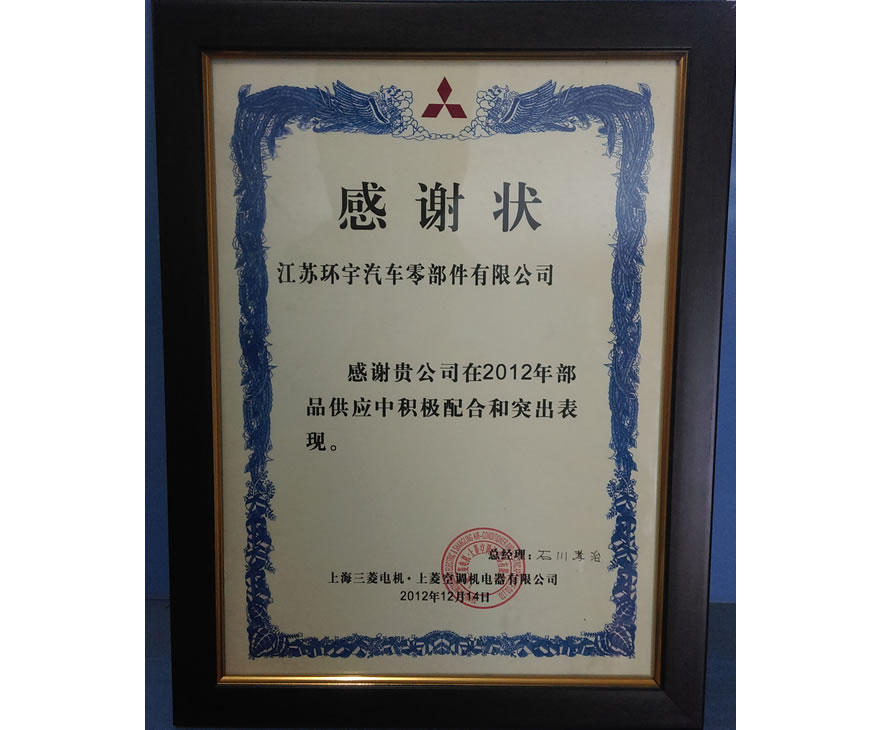 感谢状
江苏环宇汽车零部件有限公司
感谢贵公司在2012年部
品供应中积极配合和突出表
现。
总经理：石川
上海三菱电机·上菱空调机电器有限公司
2012年12月14日